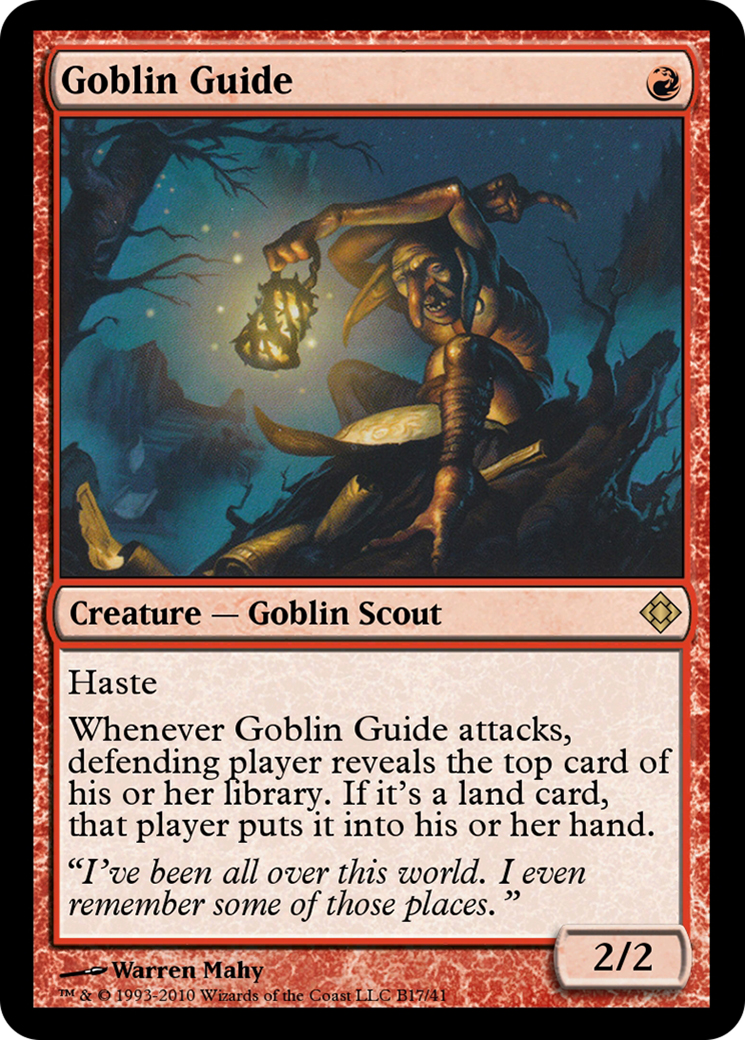 Goblin Guide
Creature — Goblin Scout
Haste
Whenever Goblin Guide attacks,
defending player reveals the top card of
his or her library. If it's a land card,
that player puts it into his or her hand.
“I've been all over this world. I even
remember some of those places.”
2/2
Warren Mahy
™ & © 1993-2010 Wizards of the Coast LLC B17/41